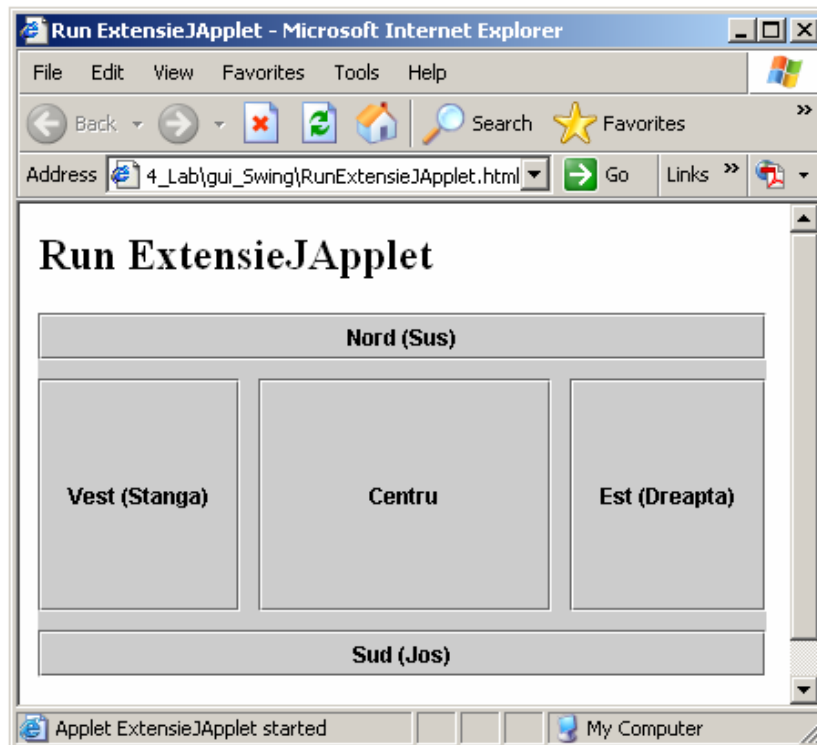 Run ExtensieJApplet - Microsoft Internet Explorer
File Edit View Favorites Tools Help
Back Search Favorites »
Address 4_Lab\gui_Swing\RunExtensieJApplet.html Go Links »
Run ExtensieJApplet
Nord (Sus)
Vest (Stanga) Centru Est (Dreapta)
Sud (Jos)
Applet ExtensieJApplet started My Computer